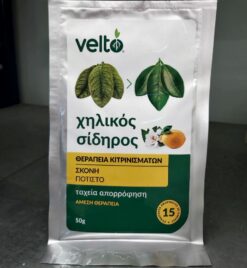 velto
>
χηλικός
σίδηρος
ΘΕΡΑΠΕΙΑ ΚΙΤΡΙΝΙΣΜΑΤΩΝ
ΣΚΟΝΗ
ΠΟΤΙΣΤΟ
ταχεία απορρόφηση
ΑΜΕΣΗ ΘΕΡΑΠΕΙΑ
15
50g